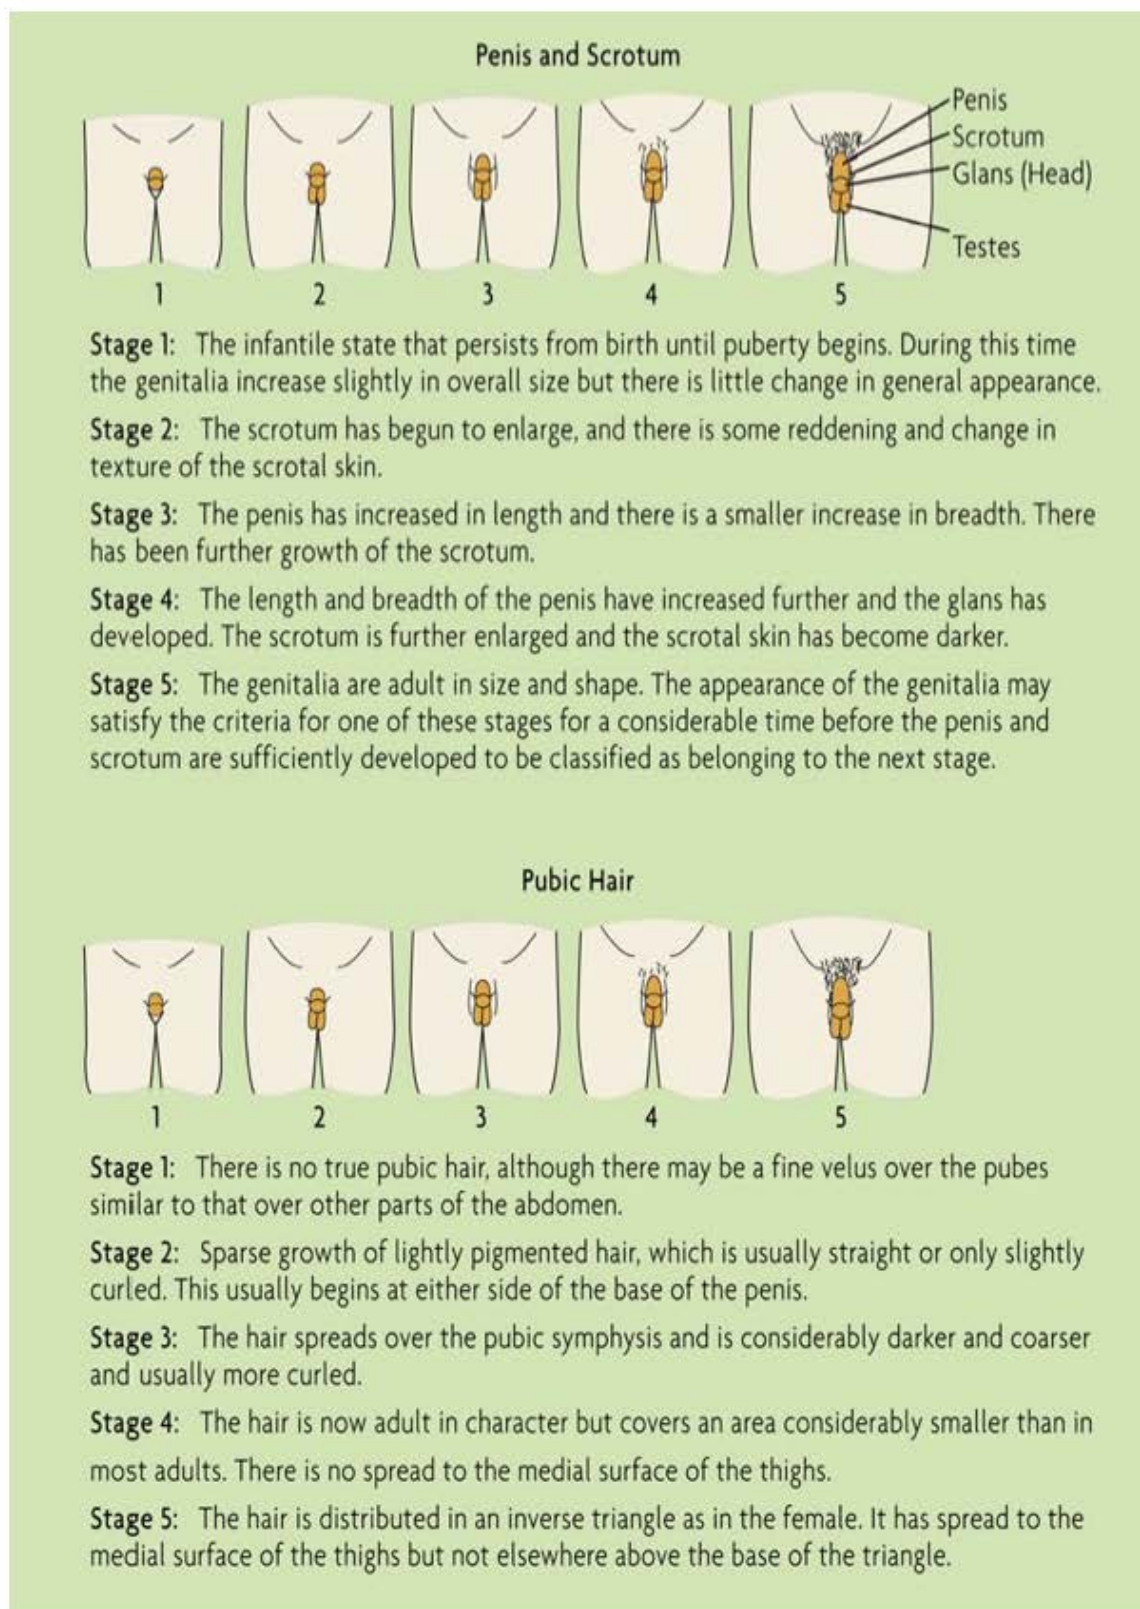 Penis and Scrotum
Penis
Scrotum
Glans (Head)
Testes
1 2 3 4 5
Stage 1: The infantile state that persists from birth until puberty begins. During this time
the genitalia increase slightly in overall size but there is little change in general appearance.
Stage 2: The scrotum has begun to enlarge, and there is some reddening and change in
texture of the scrotal skin.
Stage 3: The penis has increased in length and there is a smaller increase in breadth. There
has been further growth of the scrotum.
Stage 4: The length and breadth of the penis have increased further and the glans has
developed. The scrotum is further enlarged and the scrotal skin has become darker.
Stage 5: The genitalia are adult in size and shape. The appearance of the genitalia may
satisfy the criteria for one of these stages for a considerable time before the penis and
scrotum are sufficiently developed to be classified as belonging to the next stage.
Pubic Hair
1 2 3 4 5
Stage 1: There is no true pubic hair, although there may be a fine velus over the pubes
similar to that over other parts of the abdomen.
Stage 2: Sparse growth of lightly pigmented hair, which is usually straight or only slightly
curled. This usually begins at either side of the base of the penis.
Stage 3: The hair spreads over the pubic symphysis and is considerably darker and coarser
and usually more curled.
Stage 4: The hair is now adult in character but covers an area considerably smaller than in
most adults. There is no spread to the medial surface of the thighs.
Stage 5: The hair is distributed in an inverse triangle as in the female. It has spread to the
medial surface of the thighs but not elsewhere above the base of the triangle.